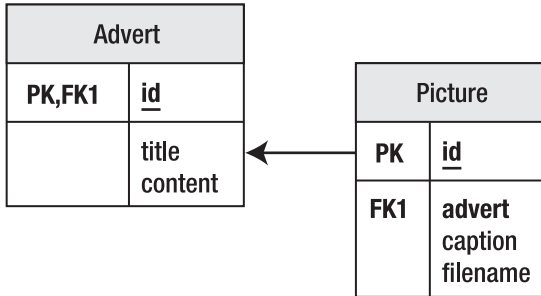 Advert
PK,FK1 id
title
content
Picture
PK id
FK1 advert
caption
filename